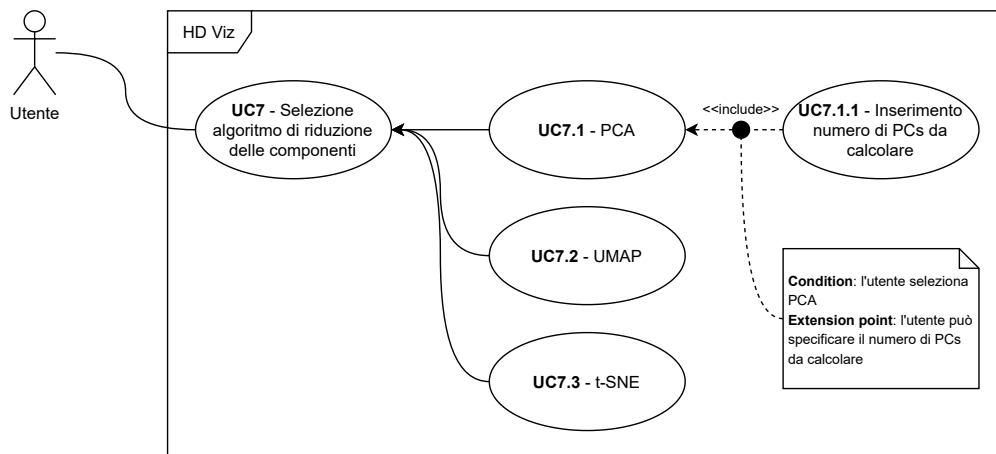 HD Viz
Utente
UC7 - Selezione
algoritmo di riduzione
delle componenti
UC7.1 - PCA
<<include>>
UC7.1.1 - Inserimento
numero di PCs da
calcolare
UC7.2 - UMAP
Condition: l'utente seleziona
PCA
Extension point: l'utente può
specificare il numero di PCs
da calcolare
UC7.3 - t-SNE